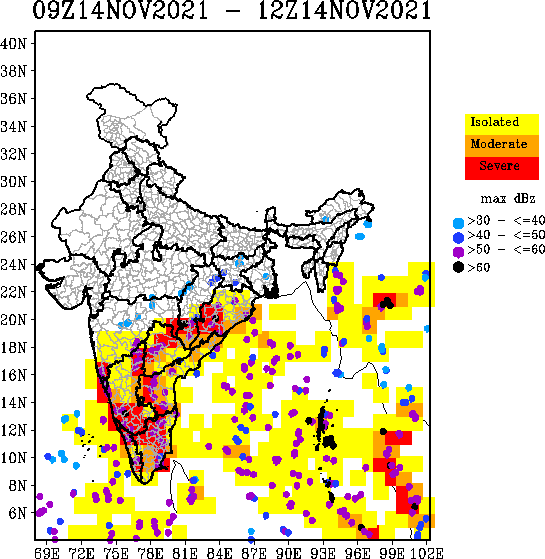 09Z14NOV2021 – 12Z14NOV2021
40N
38N
36N
34N
32N
30N
28N
26N
24N
22N
20N
18N
16N
14N
12N
10N
8N
6N
69E 72E 75E 78E 81E 84E 87E 90E 93E 96E 99E 102E
Isolated
Moderate
Severe
max dBz
>30 - <=40
>40 - <=50
>50 - <=60
>60